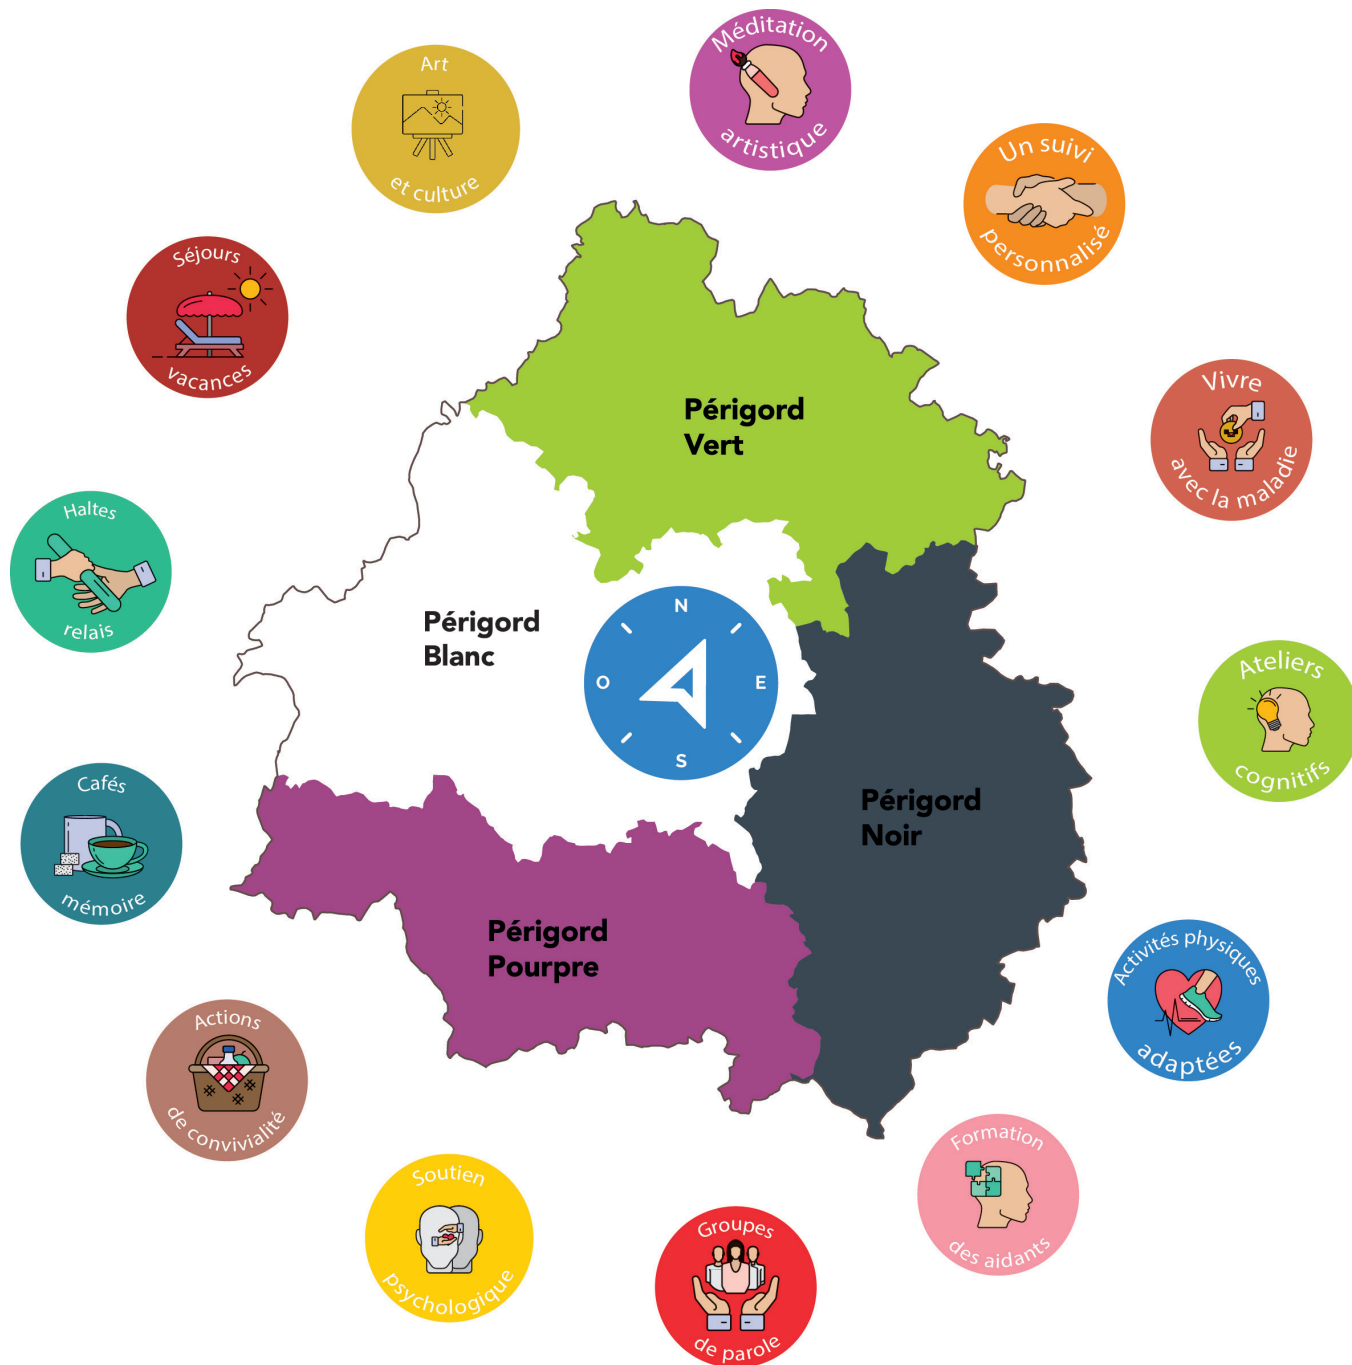 Méditation
artistique
Art
et culture
Un suivi
personnalisé
Séjours
vacances
Vivre
avec la maladie
Périgord
Vert
Haltes
relais
Périgord
Blanc
N
O
E
S
Ateliers
cognitifs
Cafés
mémoire
Périgord
Noir
Périgord
Pourpre
Activités physiques
adaptées
Actions
de convivialité
Formation
des aidants
Soutien
psychologique
Groupes
de parole